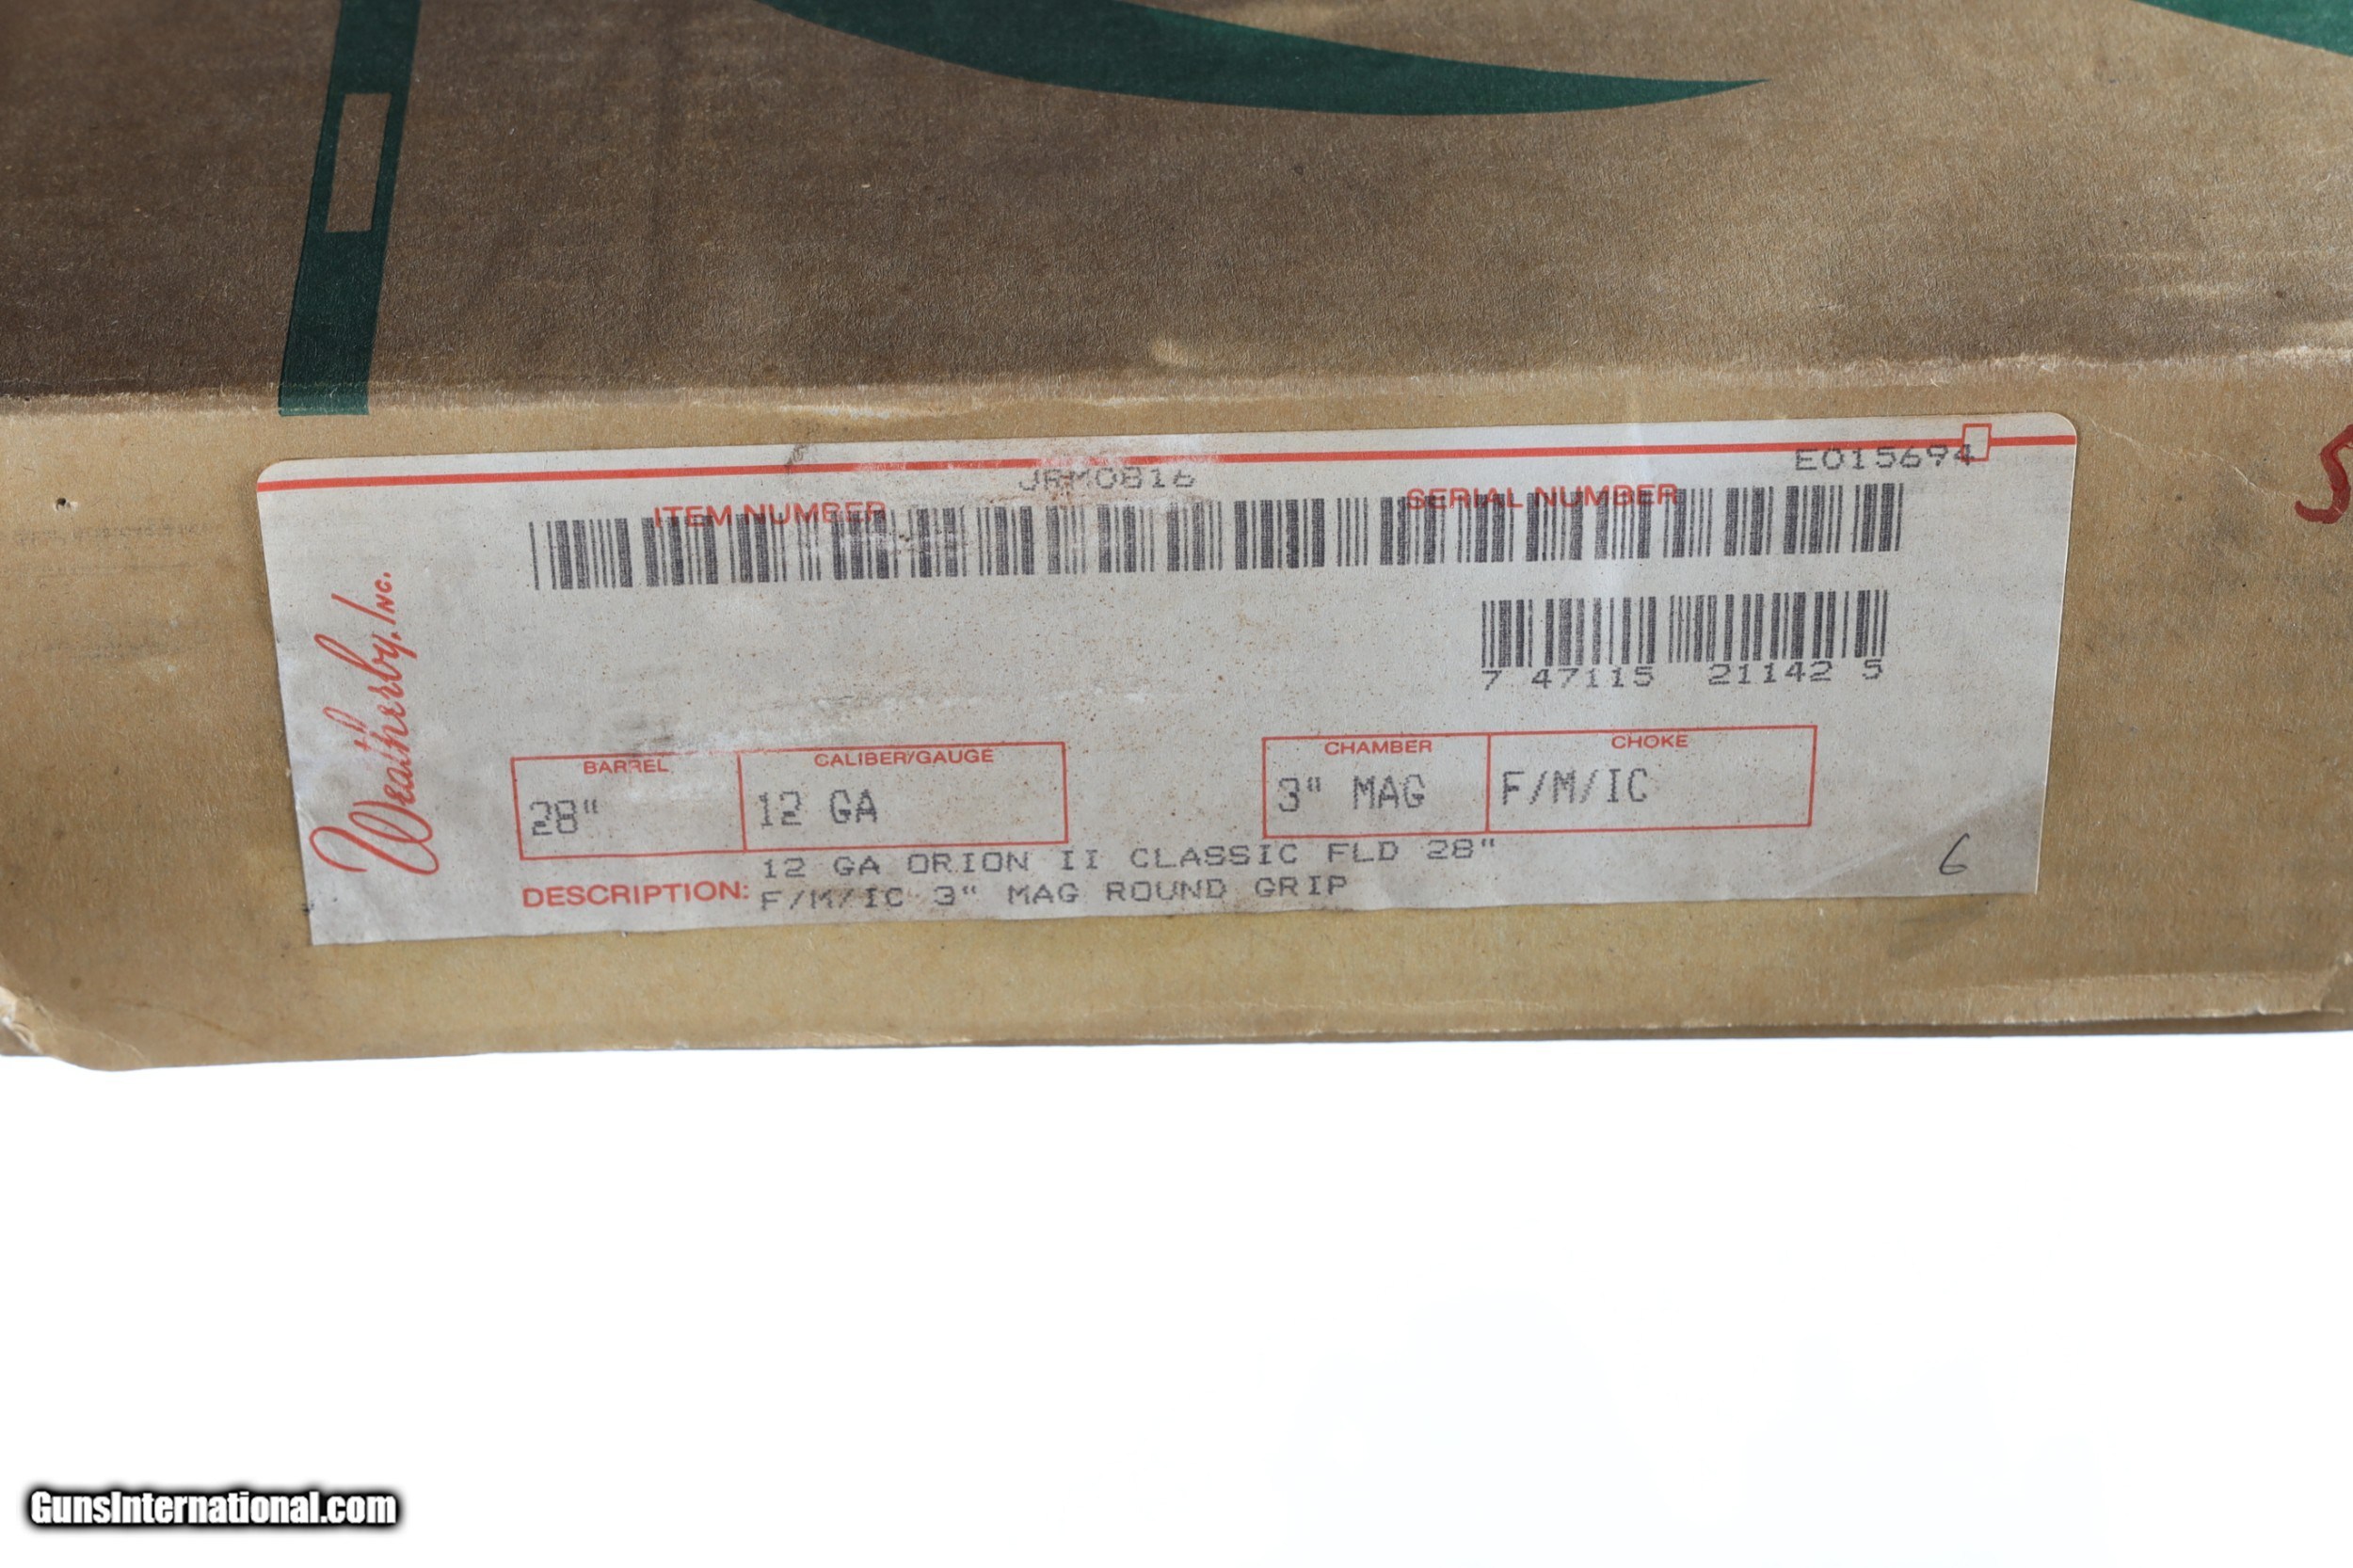 JRM0816
E015694
ITEM NUMBER
SERIAL NUMBER
Weatherby, Inc.
7 47115 21142 5
BARREL
CALIBER/GAUGE
CHAMBER
CHOKE
28"
12 GA
3" MAG
F/M/IC
12 GA ORION II CLASSIC FLD 28"
DESCRIPTION: F/M/IC 3" MAG ROUND GRIP
6
GunsInternational.com